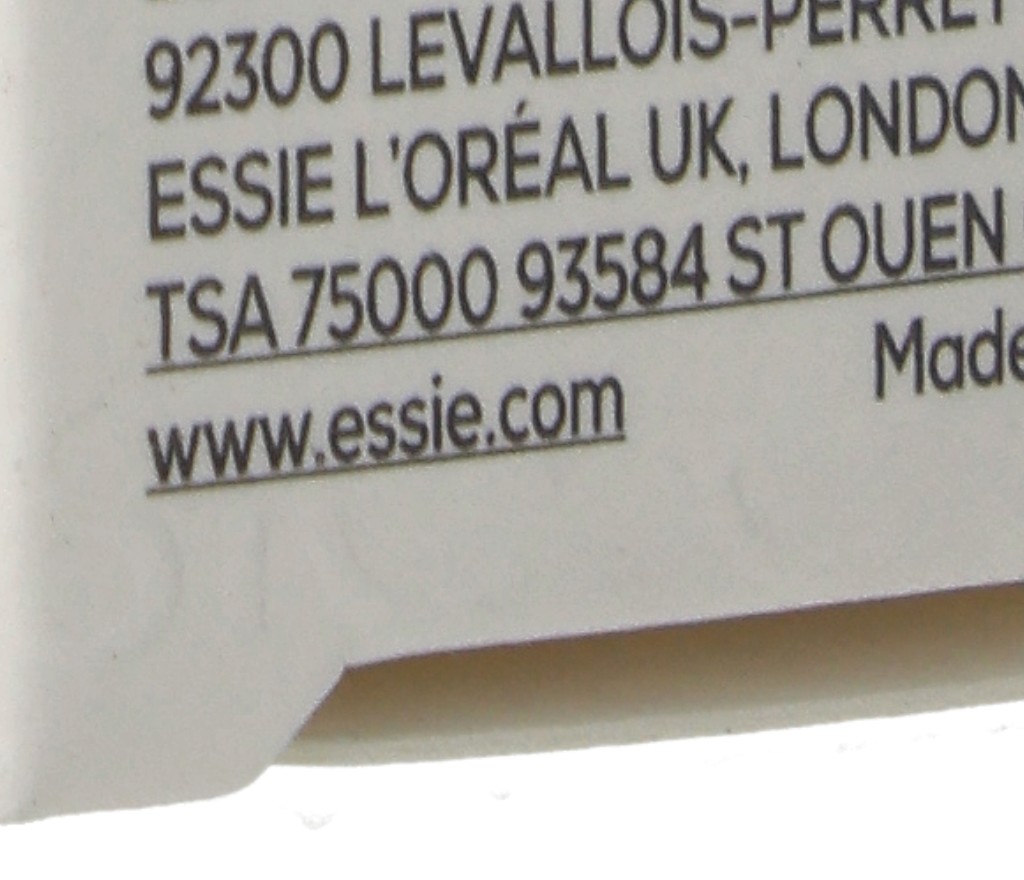 92300 LEVALLOIS-PERRET
ESSIE L'ORÉAL UK, LONDON
TSA 75000 93584 ST OUEN
www.essie.com
Made